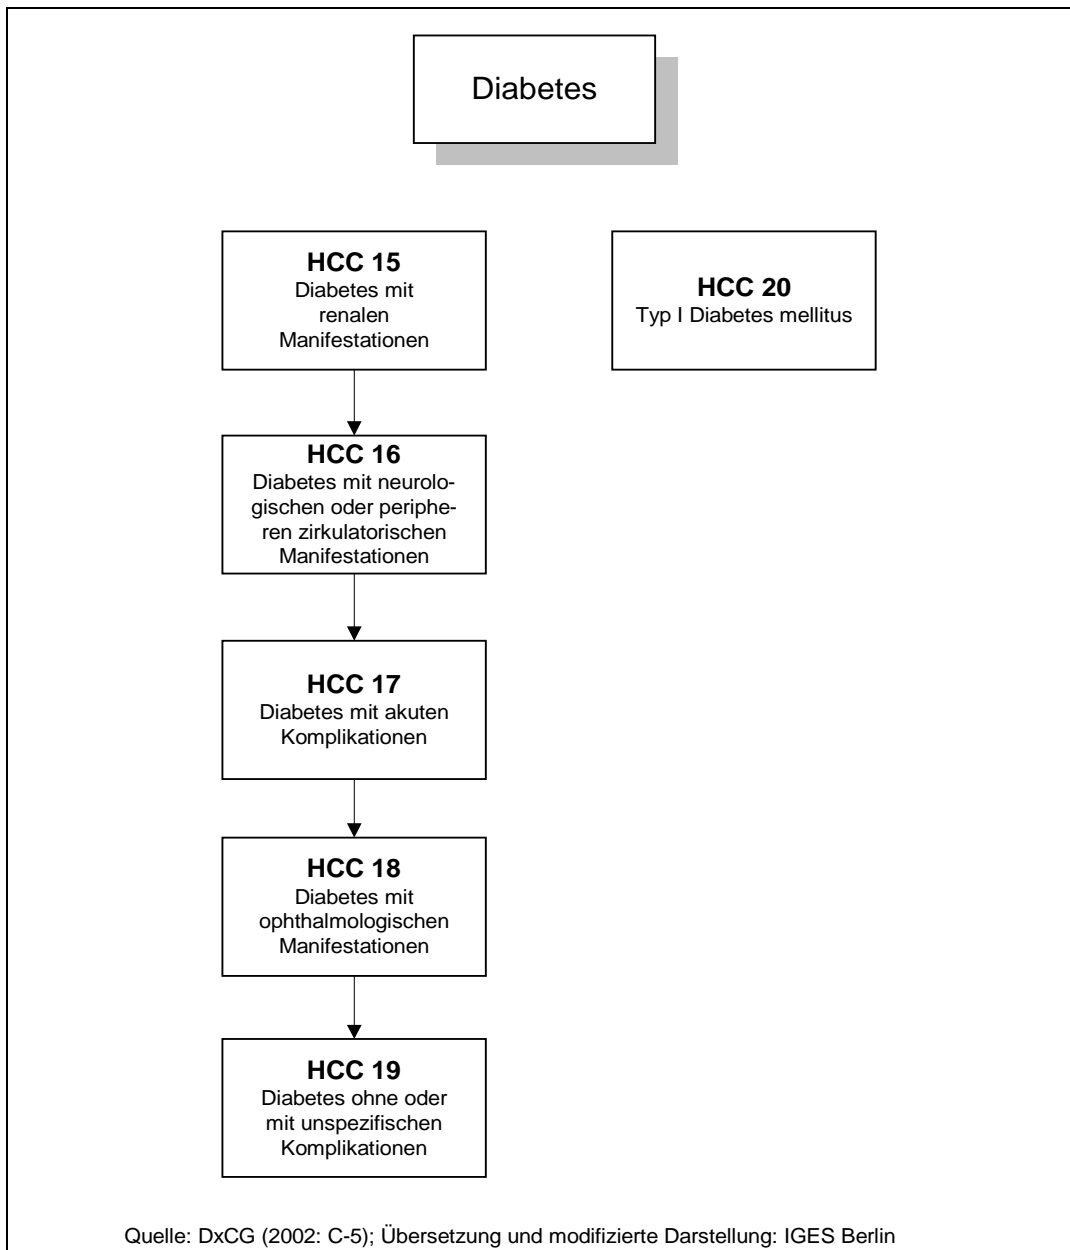 Diabetes
HCC 15
Diabetes mit
renalen
Manifestationen
HCC 20
Typ I Diabetes mellitus
HCC 16
Diabetes mit neurolo-
gischen oder periphe-
ren zirkulatorischen
Manifestationen
HCC 17
Diabetes mit akuten
Komplikationen
HCC 18
Diabetes mit
ophthalmologischen
Manifestationen
HCC 19
Diabetes ohne oder
mit unspezifischen
Komplikationen
Quelle: DxCG (2002: C-5); Übersetzung und modifizierte Darstellung: IGES Berlin